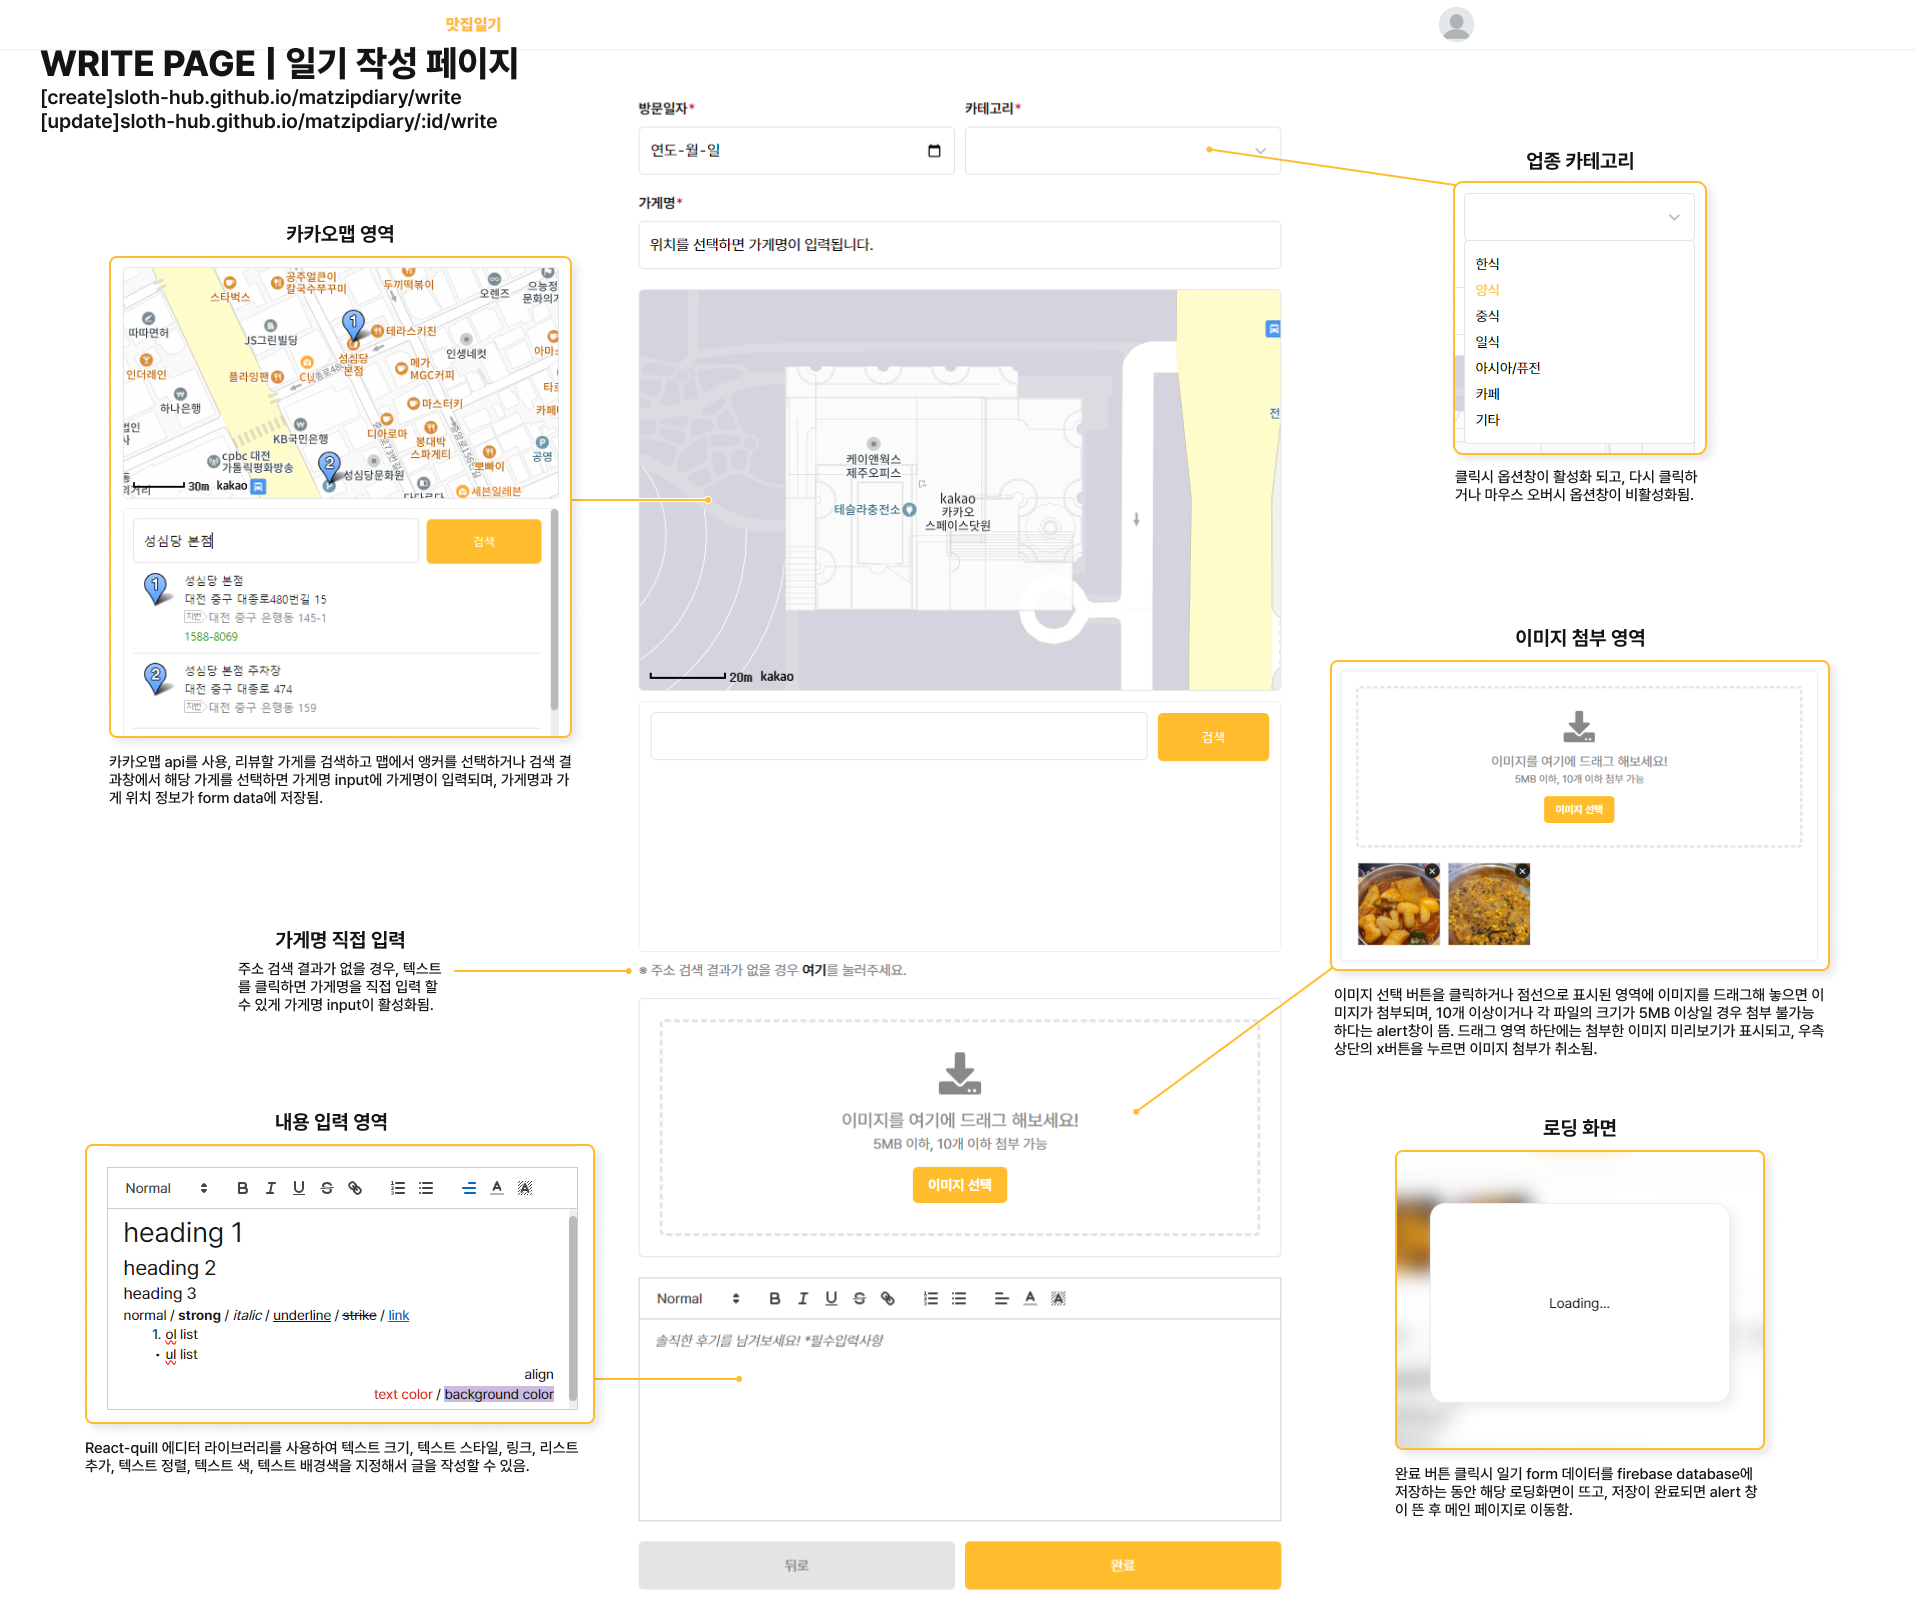 맛집일기
WRITE PAGE | 일기 작성 페이지
[create]sloth-hub.github.io/matzipdiary/write
[update]sloth-hub.github.io/matzipdiary/:id/write
방문일자*
카테고리*
연도-월-일
가게명*
위치를 선택하면 가게명이 입력됩니다.
업종 카테고리
한식
양식
중식
일식
아시아/퓨전
카페
기타
클릭시 옵션창이 활성화 되고, 다시 클릭하
거나 마우스 오버시 옵션창이 비활성화됨.
카카오맵 영역
공주얼큰이
칼국수쭈꾸미
두끼떡볶이
스타벅스
오렌즈
으능정
문화의거
따따면허
JS그린빌딩
1
테라스키친
인생네컷
아마
성심당
본점
메가
MGC커피
인더레인
플라잉팬
CU
하나은행
마스터키
카페
디아로마
봉대박
스파게티
KB국민은행
cpbc 대전
가톨릭평화방송
2
성심당문화원
뽀빠이
공영
30m kakao
세븐일레븐
성심당 본점
검색
1
성심당 본점
대전 중구 대종로480번길 15
지번 대전 중구 은행동 145-1
1588-8069
2
성심당 본점 주차장
대전 중구 대종로 474
지번 대전 중구 은행동 159
카카오맵 api를 사용, 리뷰할 가게를 검색하고 맵에서 앵커를 선택하거나 검색 결
과창에서 해당 가게를 선택하면 가게명 input에 가게명이 입력되며, 가게명과 가
게 위치 정보가 form data에 저장됨.
케이앤웍스
제주오피스
테슬라충전소
kakao
카카오
스페이스닷원
전
20m kakao
검색
가게명 직접 입력
주소 검색 결과가 없을 경우, 텍스트
를 클릭하면 가게명을 직접 입력 할
수 있게 가게명 input이 활성화됨.
※ 주소 검색 결과가 없을 경우 여기를 눌러주세요.
이미지를 여기에 드래그 해보세요!
5MB 이하, 10개 이하 첨부 가능
이미지 선택
이미지 첨부 영역
이미지를 여기에 드래그 해보세요!
5MB 이하, 10개 이하 첨부 가능
이미지 선택
이미지 선택 버튼을 클릭하거나 점선으로 표시된 영역에 이미지를 드래그해 놓으면 이
미지가 첨부되며, 10개 이상이거나 각 파일의 크기가 5MB 이상일 경우 첨부 불가능
하다는 alert창이 뜸. 드래그 영역 하단에는 첨부한 이미지 미리보기가 표시되고, 우측
상단의 x버튼을 누르면 이미지 첨부가 취소됨.
내용 입력 영역
Normal B I U S A
heading 1
heading 2
heading 3
normal / strong / italic / underline / strike / link
1. ol list
• ul list
align
text color / background color
React-quill 에디터 라이브러리를 사용하여 텍스트 크기, 텍스트 스타일, 링크, 리스트
추가, 텍스트 정렬, 텍스트 색, 텍스트 배경색을 지정해서 글을 작성할 수 있음.
Normal B I U S A
솔직한 후기를 남겨보세요! *필수입력사항
뒤로
완료
로딩 화면
Loading...
완료 버튼 클릭시 일기 form 데이터를 firebase database에
저장하는 동안 해당 로딩화면이 뜨고, 저장이 완료되면 alert 창
이 뜬 후 메인 페이지로 이동함.